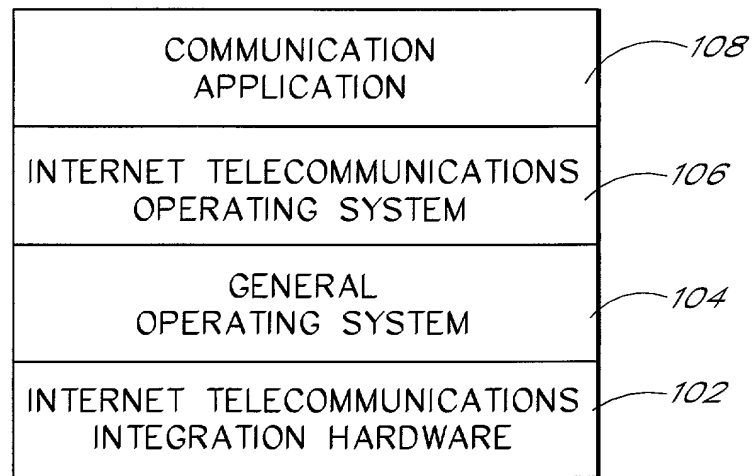 COMMUNICATION
APPLICATION
108
INTERNET TELECOMMUNICATIONS
OPERATING SYSTEM
106
GENERAL
OPERATING SYSTEM
104
INTERNET TELECOMMUNICATIONS
INTEGRATION HARDWARE
102